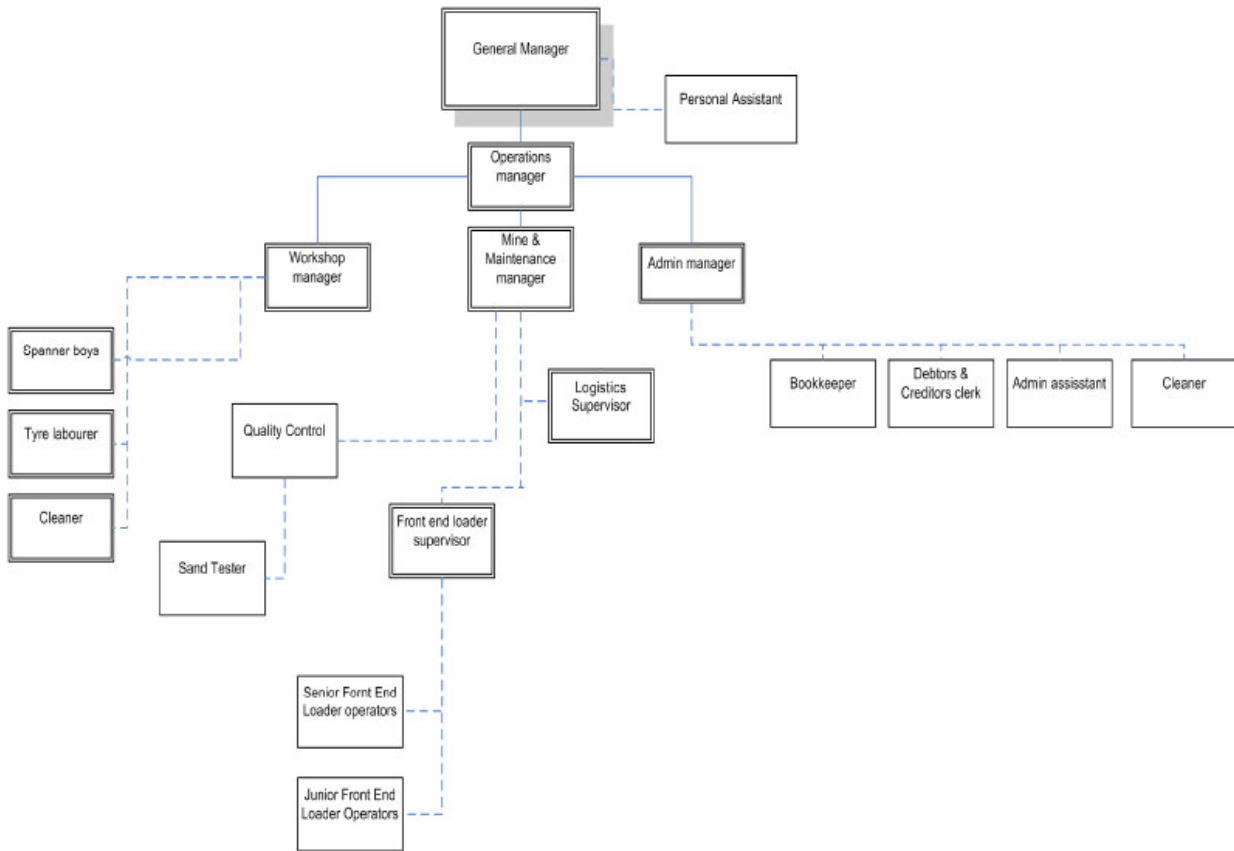 General Manager
Personal Assistant
Operations
manager
Workshop
manager
Mine &
Maintenance
manager
Admin manager
Spanner boys
Tyre labourer
Cleaner
Quality Control
Sand Tester
Logistics
Supervisor
Front end loader
supervisor
Senior Fornt End
Loader operators
Junior Front End
Loader Operators
Bookkeeper
Debtors &
Creditors clerk
Admin assisstant
Cleaner